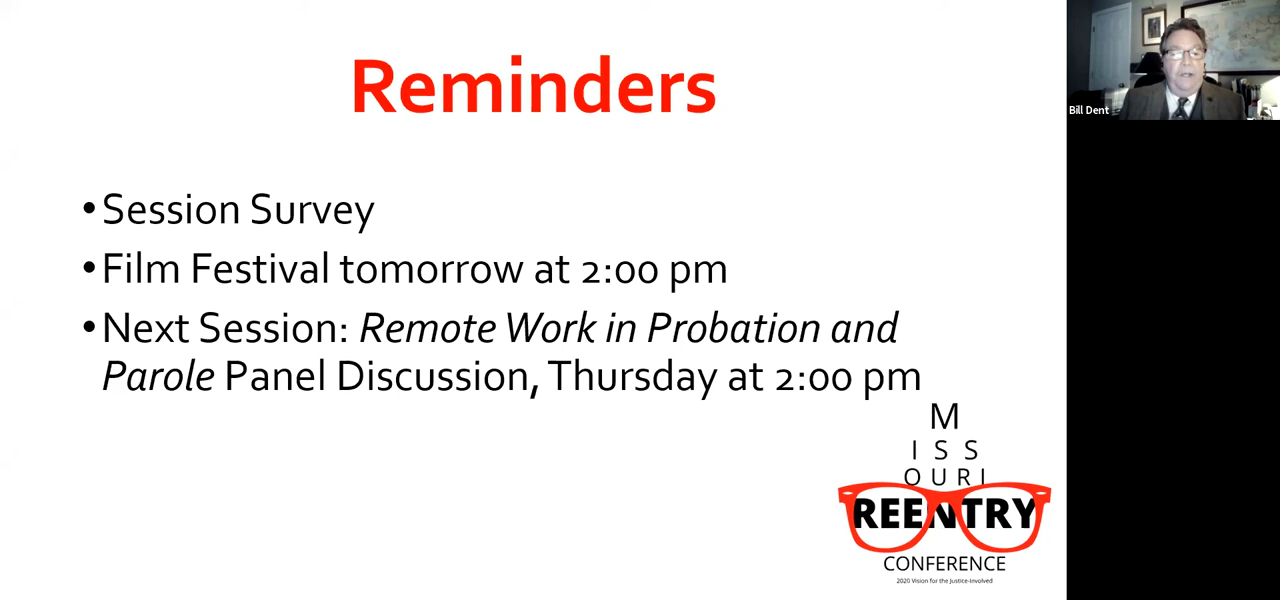 Reminders
•Session Survey
•Film Festival tomorrow at 2:00 pm
•Next Session: Remote Work in Probation and
Parole Panel Discussion, Thursday at 2:00 pm
M
I S S
O U R I
REENTRY
CONFERENCE
2020 Vision for the Justice-Involved
Bill Dent